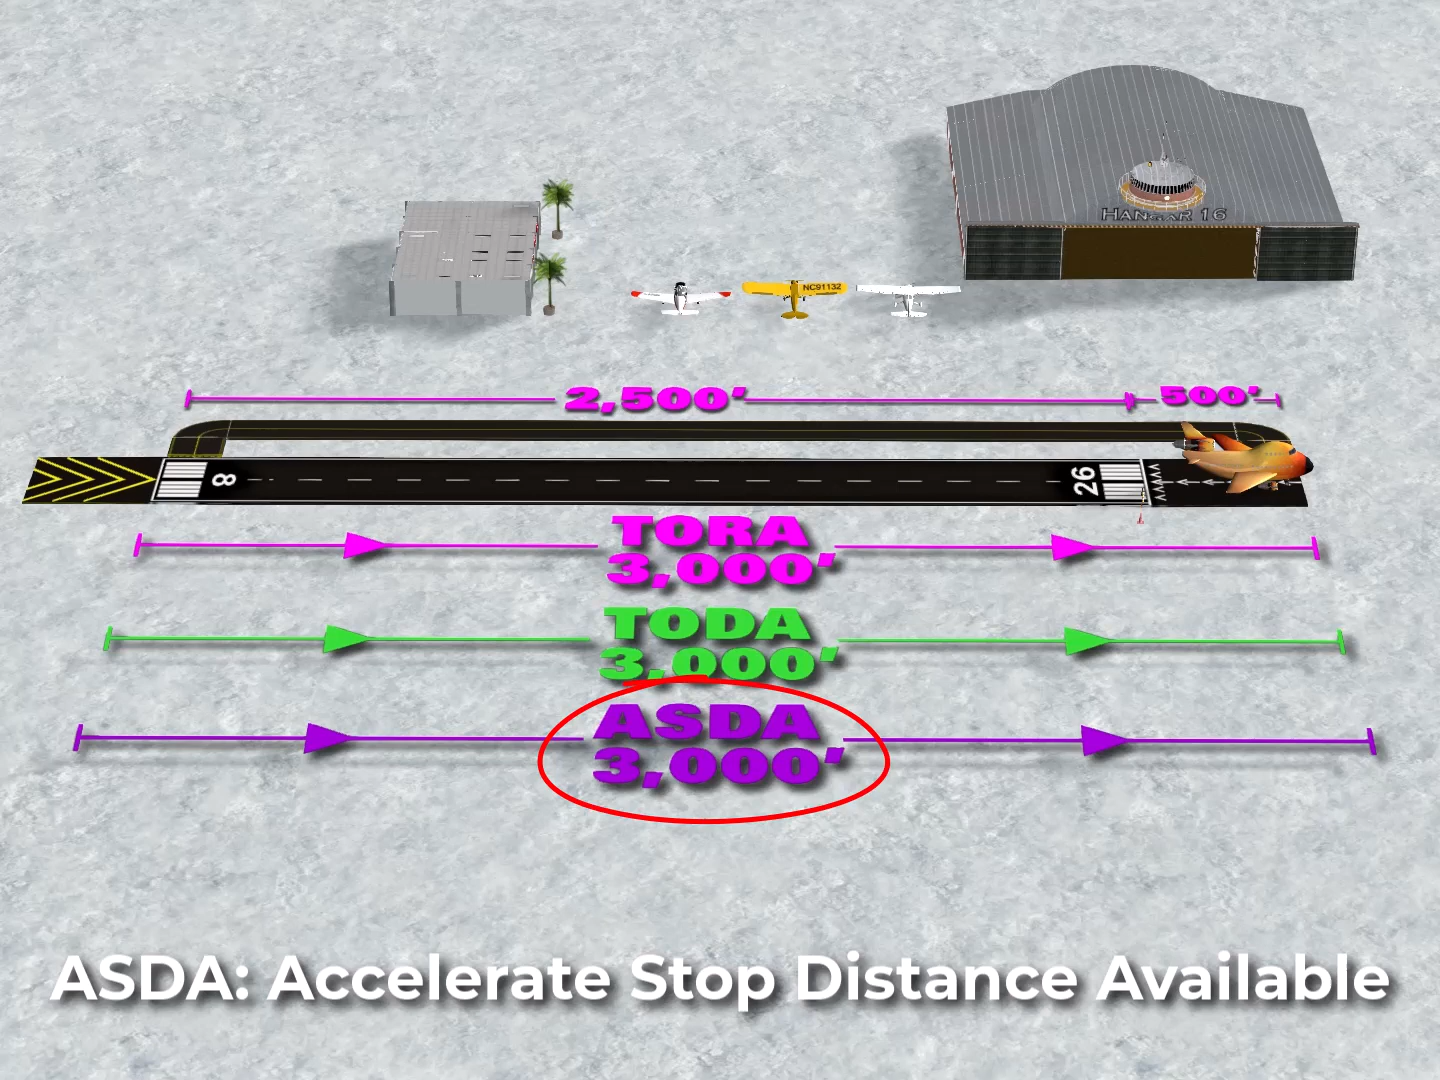 HANGAR 16
NC91132
2,500' 500'
8 26
TORA
3,000'
TODA
3,000'
ASDA
3,000'
ASDA: Accelerate Stop Distance Available